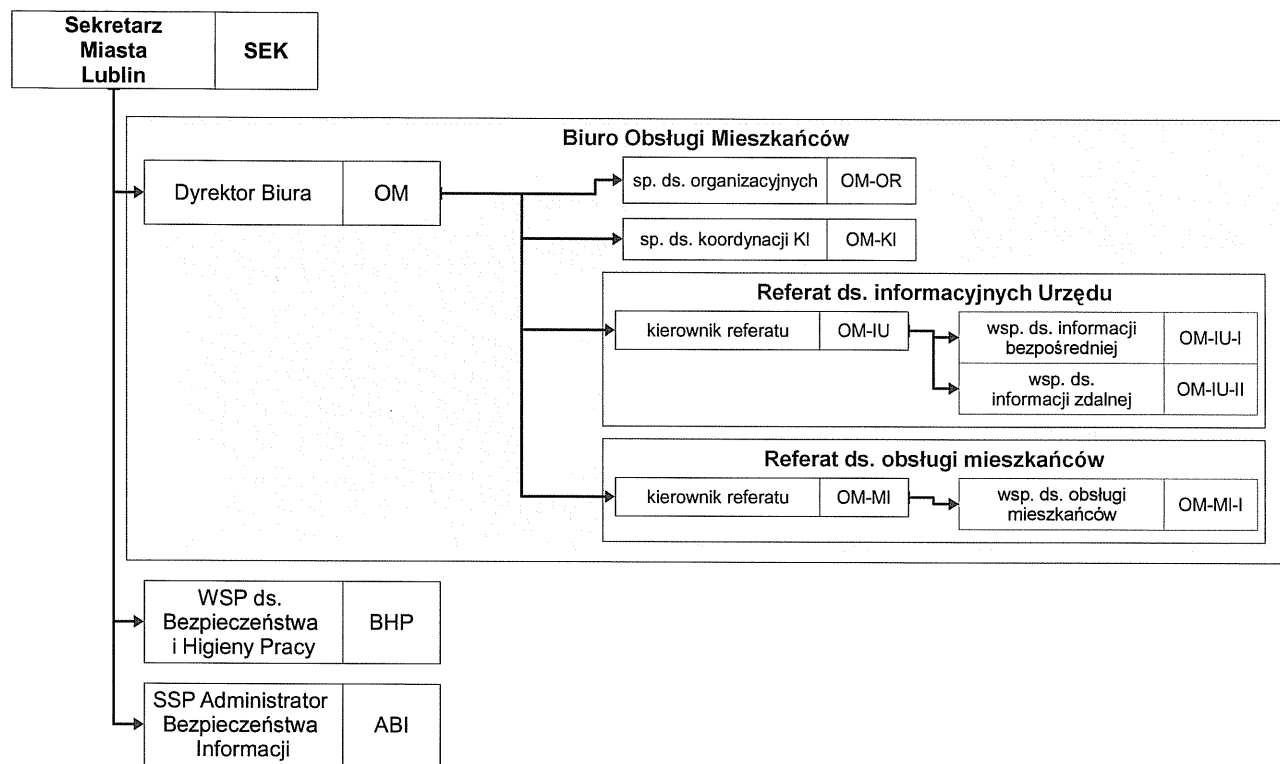 Sekretarz
Miasta
Lublin
SEK
Biuro Obsługi Mieszkańców
Dyrektor Biura
OM
sp. ds. organizacyjnych
OM-OR
sp. ds. koordynacji KI
OM-KI
Referat ds. informacyjnych Urzędu
kierownik referatu
OM-IU
wsp. ds. informacji
bezpośredniej
OM-IU-I
wsp. ds.
informacji zdalnej
OM-IU-II
Referat ds. obsługi mieszkańców
kierownik referatu
OM-MI
wsp. ds. obsługi
mieszkańców
OM-MI-I
WSP ds.
Bezpieczeństwa
i Higieny Pracy
BHP
SSP Administrator
Bezpieczeństwa
Informacji
ABI